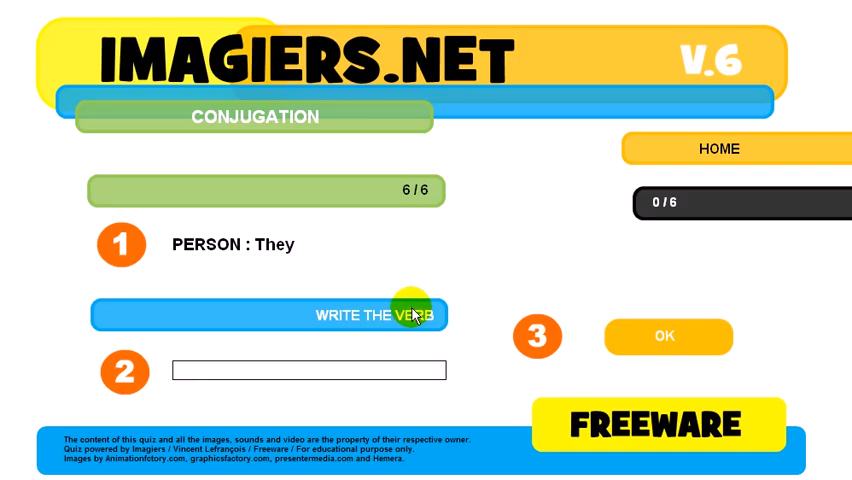 IMAGIERS.NET
V.6
CONJUGATION
HOME
6 / 6
0 / 6
1
PERSON : They
WRITE THE VERB
3
OK
2
FREEWARE
The content of this quiz and all the images, sounds and video are the property of their respective owner.
Quiz powered by Imagiers / Vincent Lefrançois / Freeware / For educational purpose only.
Images by Animationfctory.com, graphicsfactory.com, presentermedia.com and Hemera.